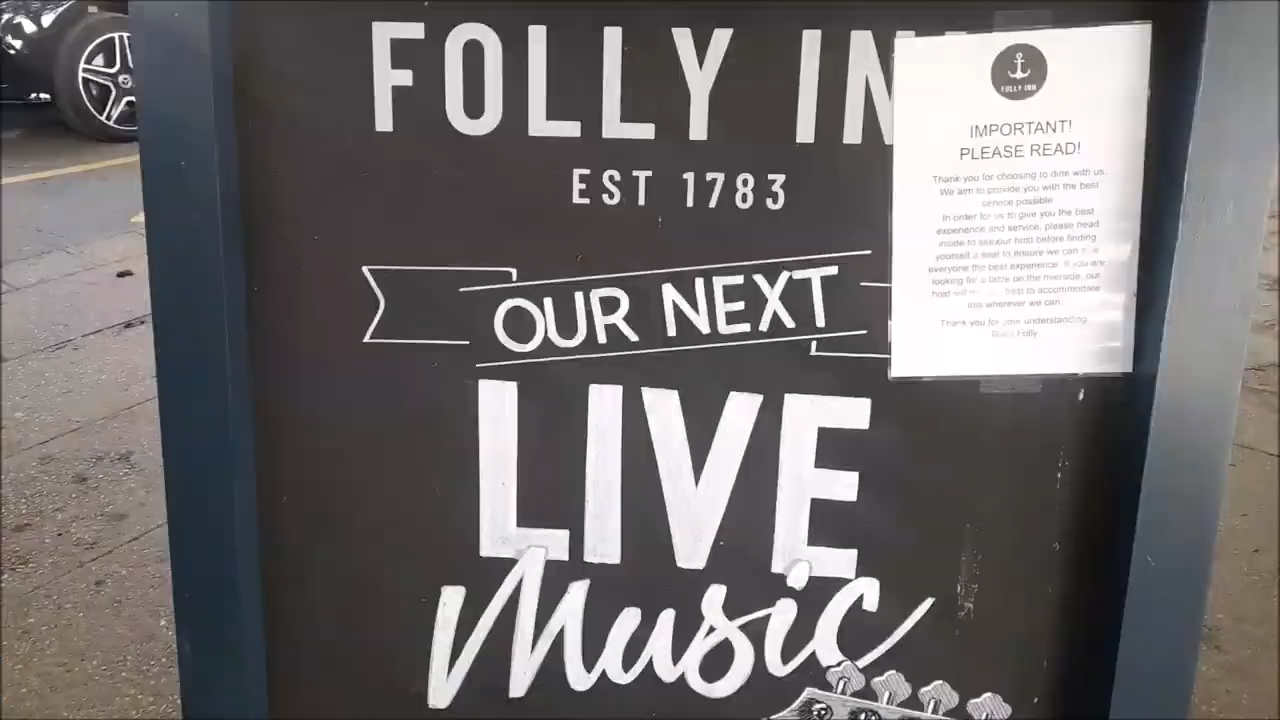 FOLLY IN
EST 1783
OUR NEXT
LIVE
Music
FOLLY INN
IMPORTANT!
PLEASE READ!
Thank you for choosing to dine with us.
We aim to provide you with the best
service possible
In order for us to give you the best
experience and service, please head
inside to see our host before finding
yourself a seat to ensure we can give
everyone the best experience. If you are
looking for a table on the riverside, our
host will best to accommodate
this wherever we can.
Thank you for your understanding
Folly